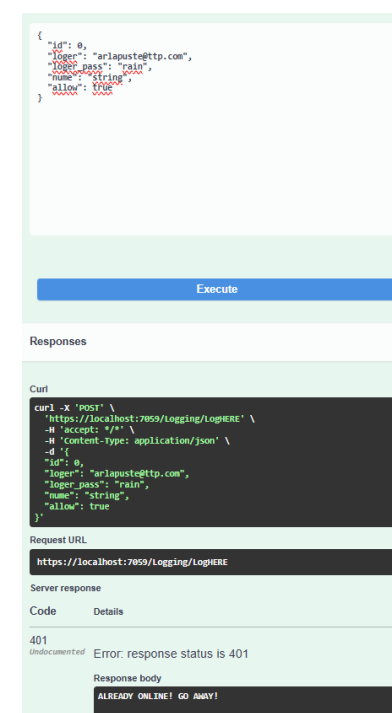 {
"id": 0,
"loger": "arlapuste@ttp.com",
"loger_pass": "rain",
"nume": "string",
"allow": true
}
Execute
Responses
Curl
curl -X 'POST' \
'https://localhost:7059/Logging/LogHERE' \
-H 'accept: */*' \
-H 'Content-Type: application/json' \
-d '{
"id": 0,
"loger": "arlapuste@ttp.com",
"loger_pass": "rain",
"nume": "string",
"allow": true
}'
Request URL
https://localhost:7059/Logging/LogHERE
Server response
Code Details
401
Undocumented Error: response status is 401
Response body
ALREADY ONLINE! GO AWAY!